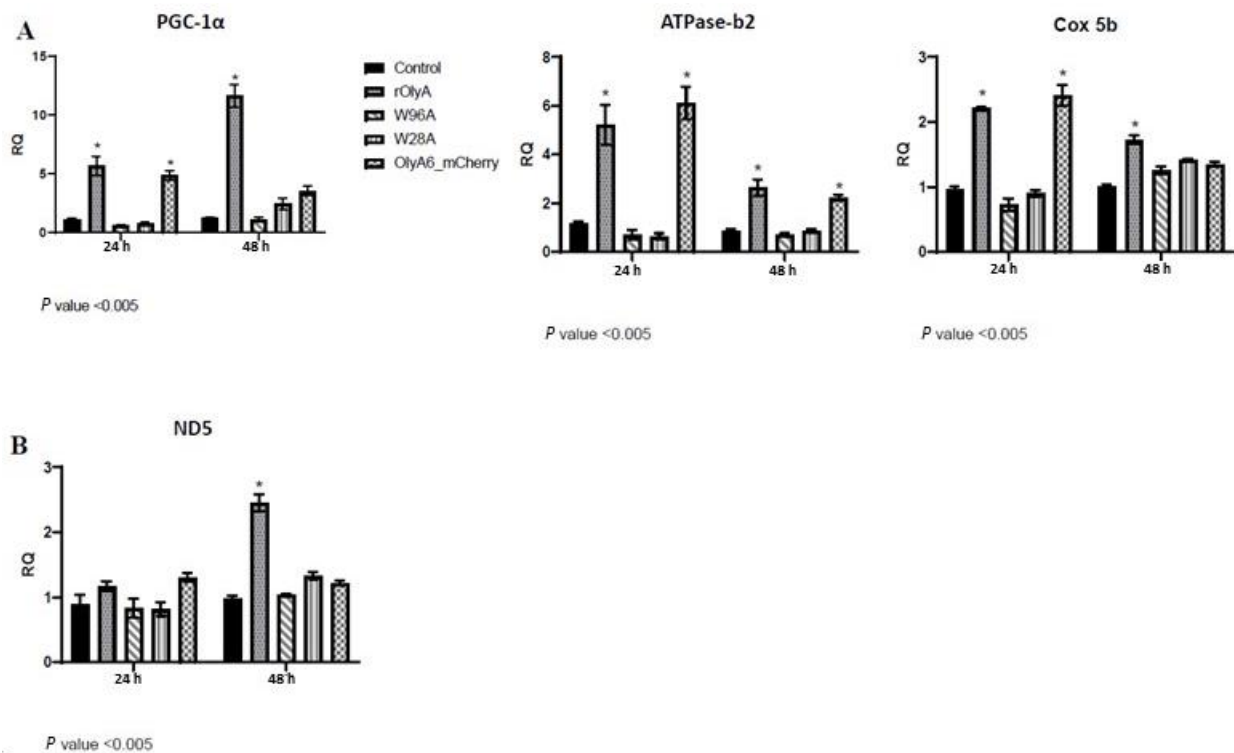 A
PGC-1α
15
10
5
0
RQ
* * *
24 h 48 h
P value <0.005
Control
rOlyA
W96A
W28A
OlyA6_mCherry
ATPase-b2
8
6
4
2
0
RQ
* * * *
24 h 48 h
P value <0.005
Cox 5b
3
2
1
0
RQ
* * *
24 h 48 h
P value <0.005
B
ND5
3
2
1
0
RQ
*
24 h 48 h
P value <0.005